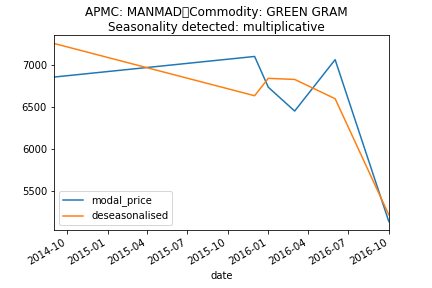 APMC: MANMAD▯Commodity: GREEN GRAM
Seasonality detected: multiplicative
7000
6500
6000
5500
modal_price
deseasonalised
2014-10
2015-01
2015-04
2015-07
2015-10
2016-01
2016-04
2016-07
2016-10
date